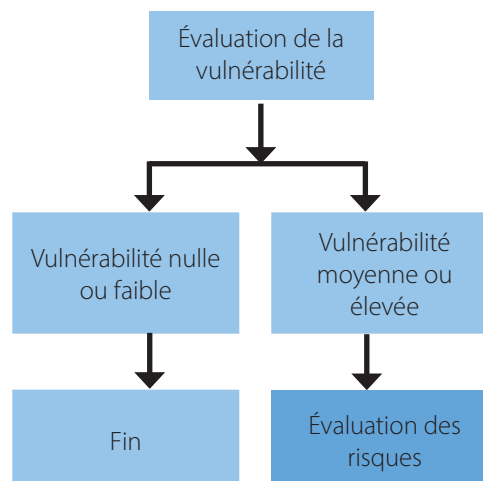 Évaluation de la
vulnérabilité
Vulnérabilité nulle
ou faible
Vulnérabilité
moyenne ou
élevée
Fin
Évaluation des
risques